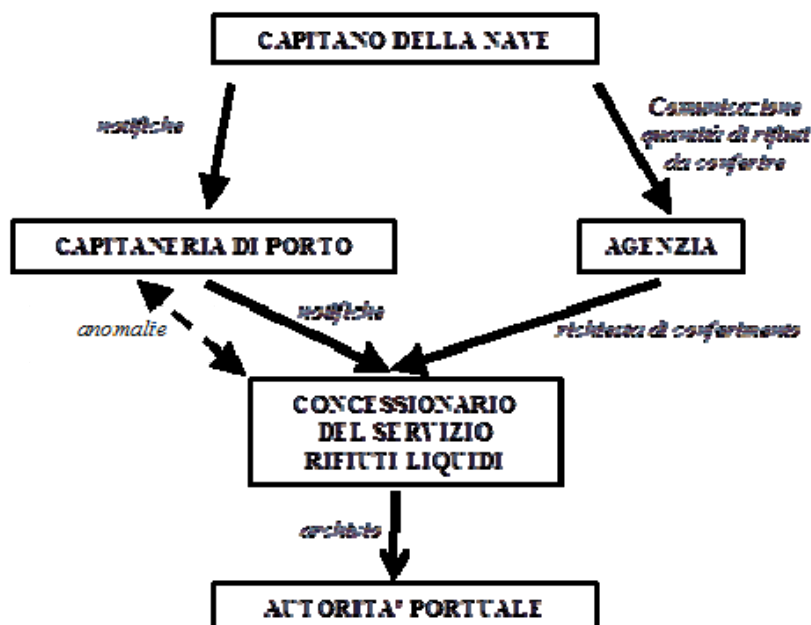 CAPITANO DELLA NAVE
notifiche
Comunicazione
quantità di rifiuti
da conferire
CAPITANERIA DI PORTO
AGENZIA
anomalie
notifiche
richiesta di conferimento
CONCESSIONARIO
DEL SERVIZIO
RIFIUTI LIQUIDI
archivio
AUTORITA' PORTUALE